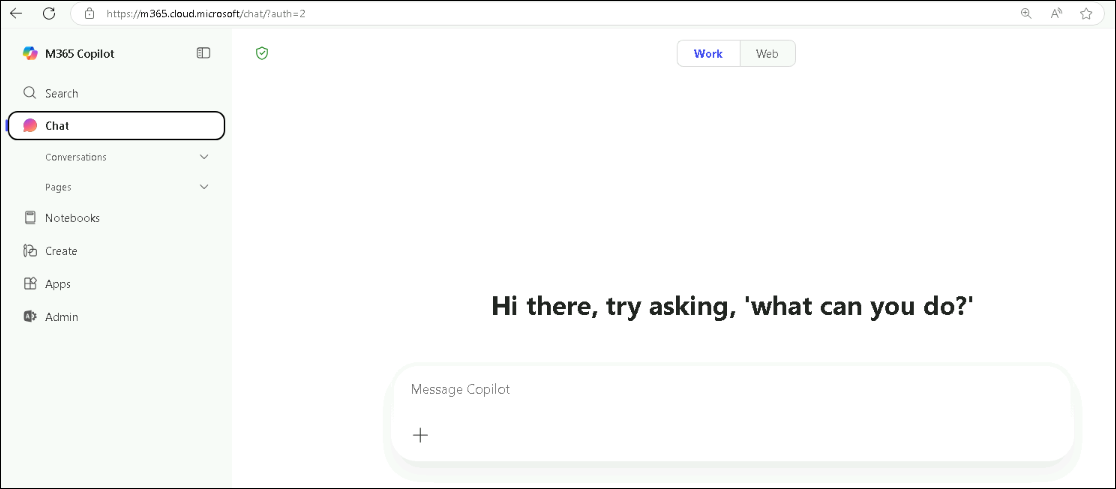 https://m365.cloud.microsoft/chat/?auth=2
M365 Copilot
Work
Web
Search
Chat
Conversations
Pages
Notebooks
Create
Apps
Admin
Hi there, try asking, 'what can you do?'
Message Copilot